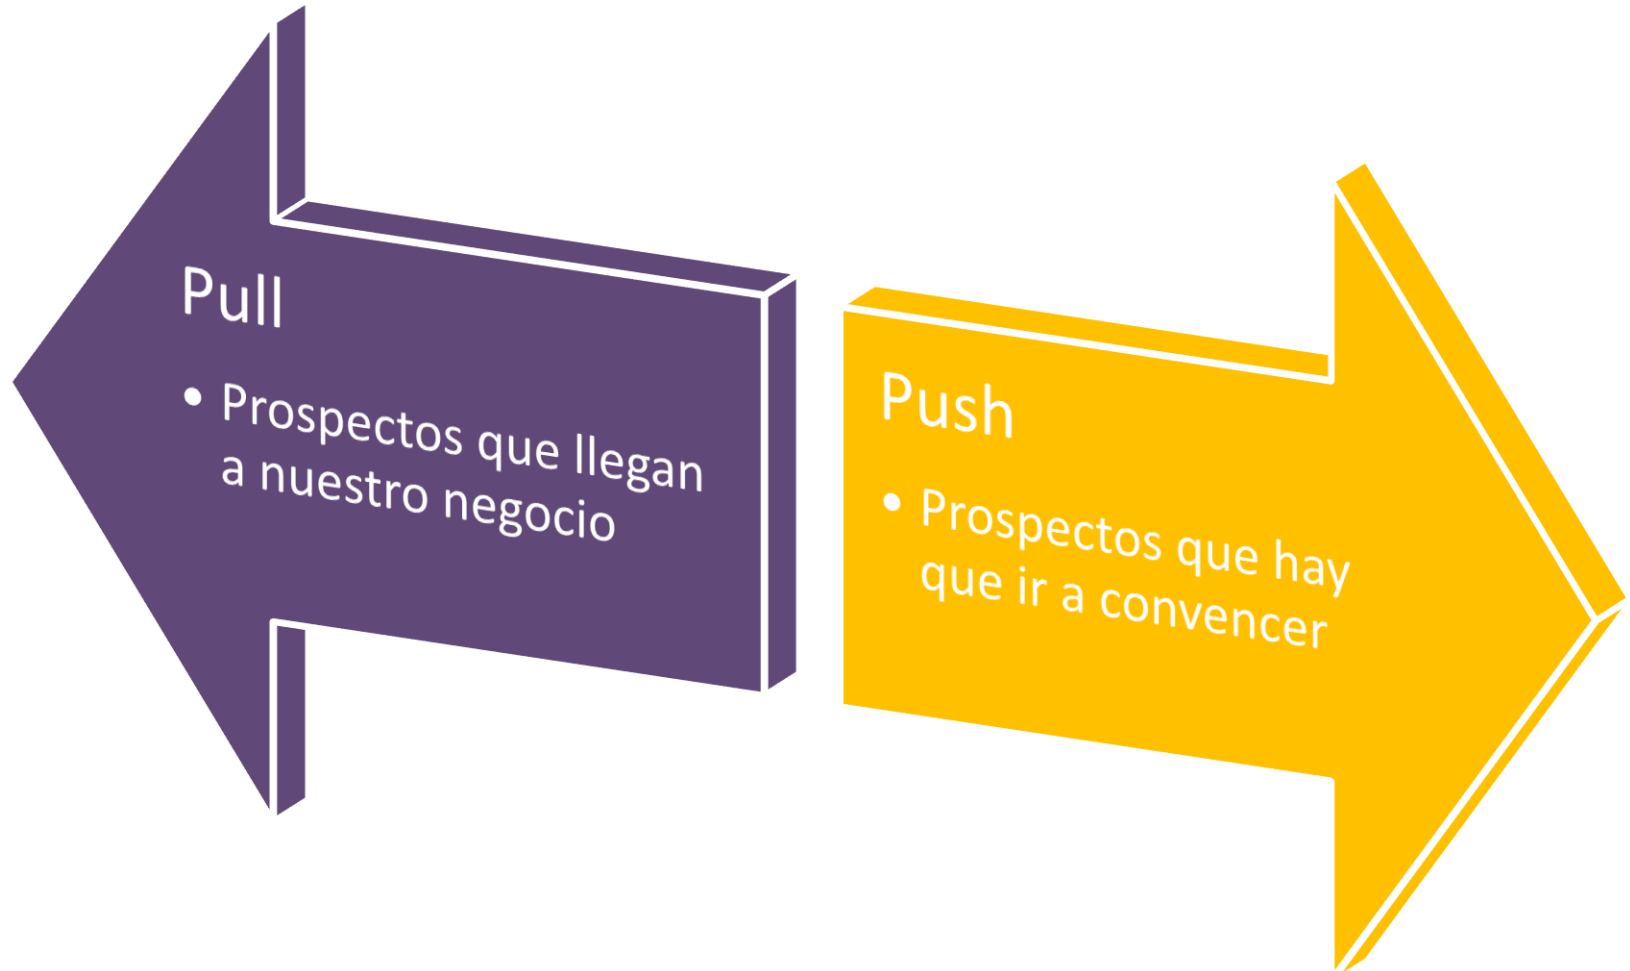 Pull
• Prospectos que llegan
a nuestro negocio
Push
• Prospectos que hay
que ir a convencer